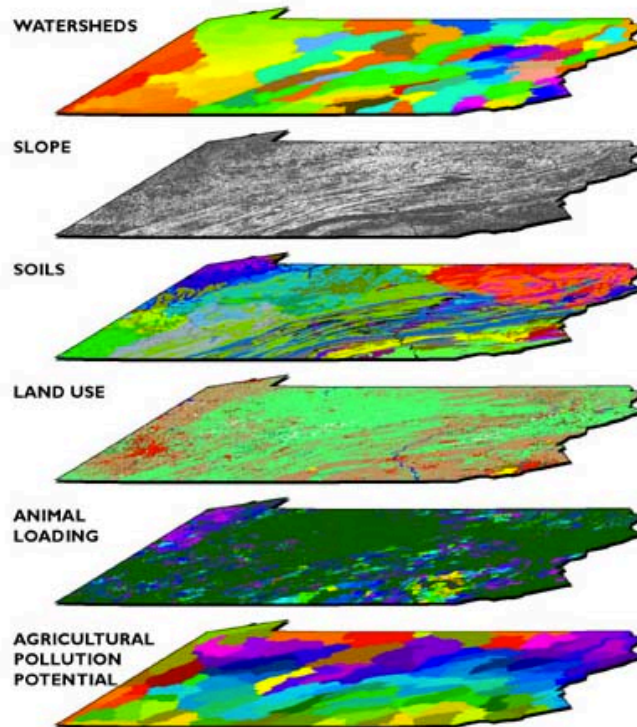 WATERSHEDS
SLOPE
SOILS
LAND USE
ANIMAL
LOADING
AGRICULTURAL
POLLUTION
POTENTIAL